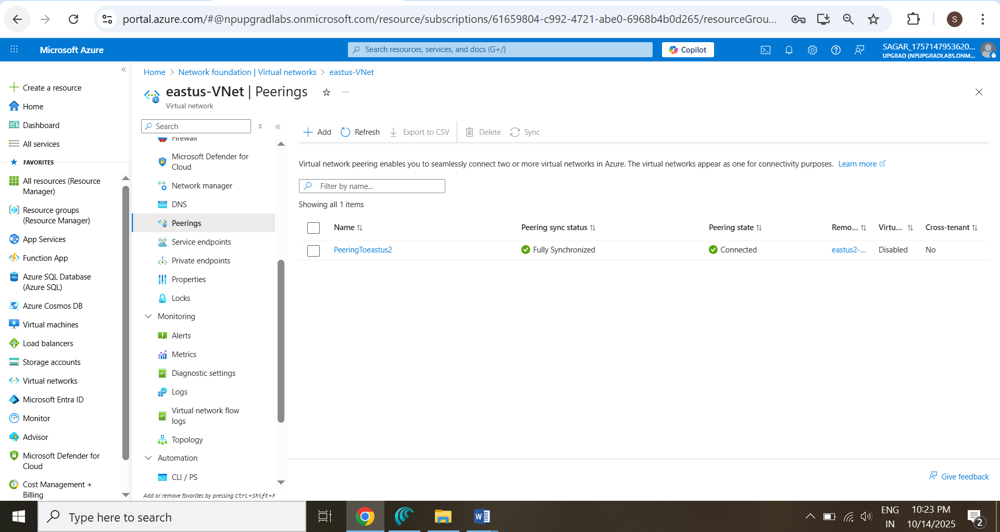 portal.azure.com/#@npupgradlabs.onmicrosoft.com/resource/subscriptions/61659804-c992-4721-abe0-6968b4b0d265/resourceGrou...
S
Microsoft Azure
Search resources, services, and docs (G+/)
Copilot
SAGAR_1757147953620...
UPGRAD (NPUPGRADLABS.ONM...
Create a resource
Home
Dashboard
All services
FAVORITES
All resources (Resource
Manager)
Resource groups
(Resource Manager)
App Services
Function App
Azure SQL Database
(Azure SQL)
Azure Cosmos DB
Virtual machines
Load balancers
Storage accounts
Virtual networks
Microsoft Entra ID
Monitor
Advisor
Microsoft Defender for
Cloud
Cost Management +
Billing
Home > Network foundation | Virtual networks > eastus-VNet
eastus-VNet | Peerings
Virtual network
Search
Firewall
Microsoft Defender for
Cloud
Network manager
DNS
Peerings
Service endpoints
Private endpoints
Properties
Locks
Monitoring
Alerts
Metrics
Diagnostic settings
Logs
Virtual network flow
logs
Topology
Automation
CLI / PS
Add or remove favorites by pressing Ctrl+Shift+F
Add
Refresh
Export to CSV
Delete
Sync
Virtual network peering enables you to seamlessly connect two or more virtual networks in Azure. The virtual networks appear as one for connectivity purposes. Learn more
Filter by name...
Showing all 1 items
Name Peering sync status Peering state Remo... Virtu... Cross-tenant
PeeringToeastus2 Fully Synchronized Connected eastus2-... Disabled No
Give feedback
Type here to search
ENG
IN
10:23 PM
10/14/2025
2